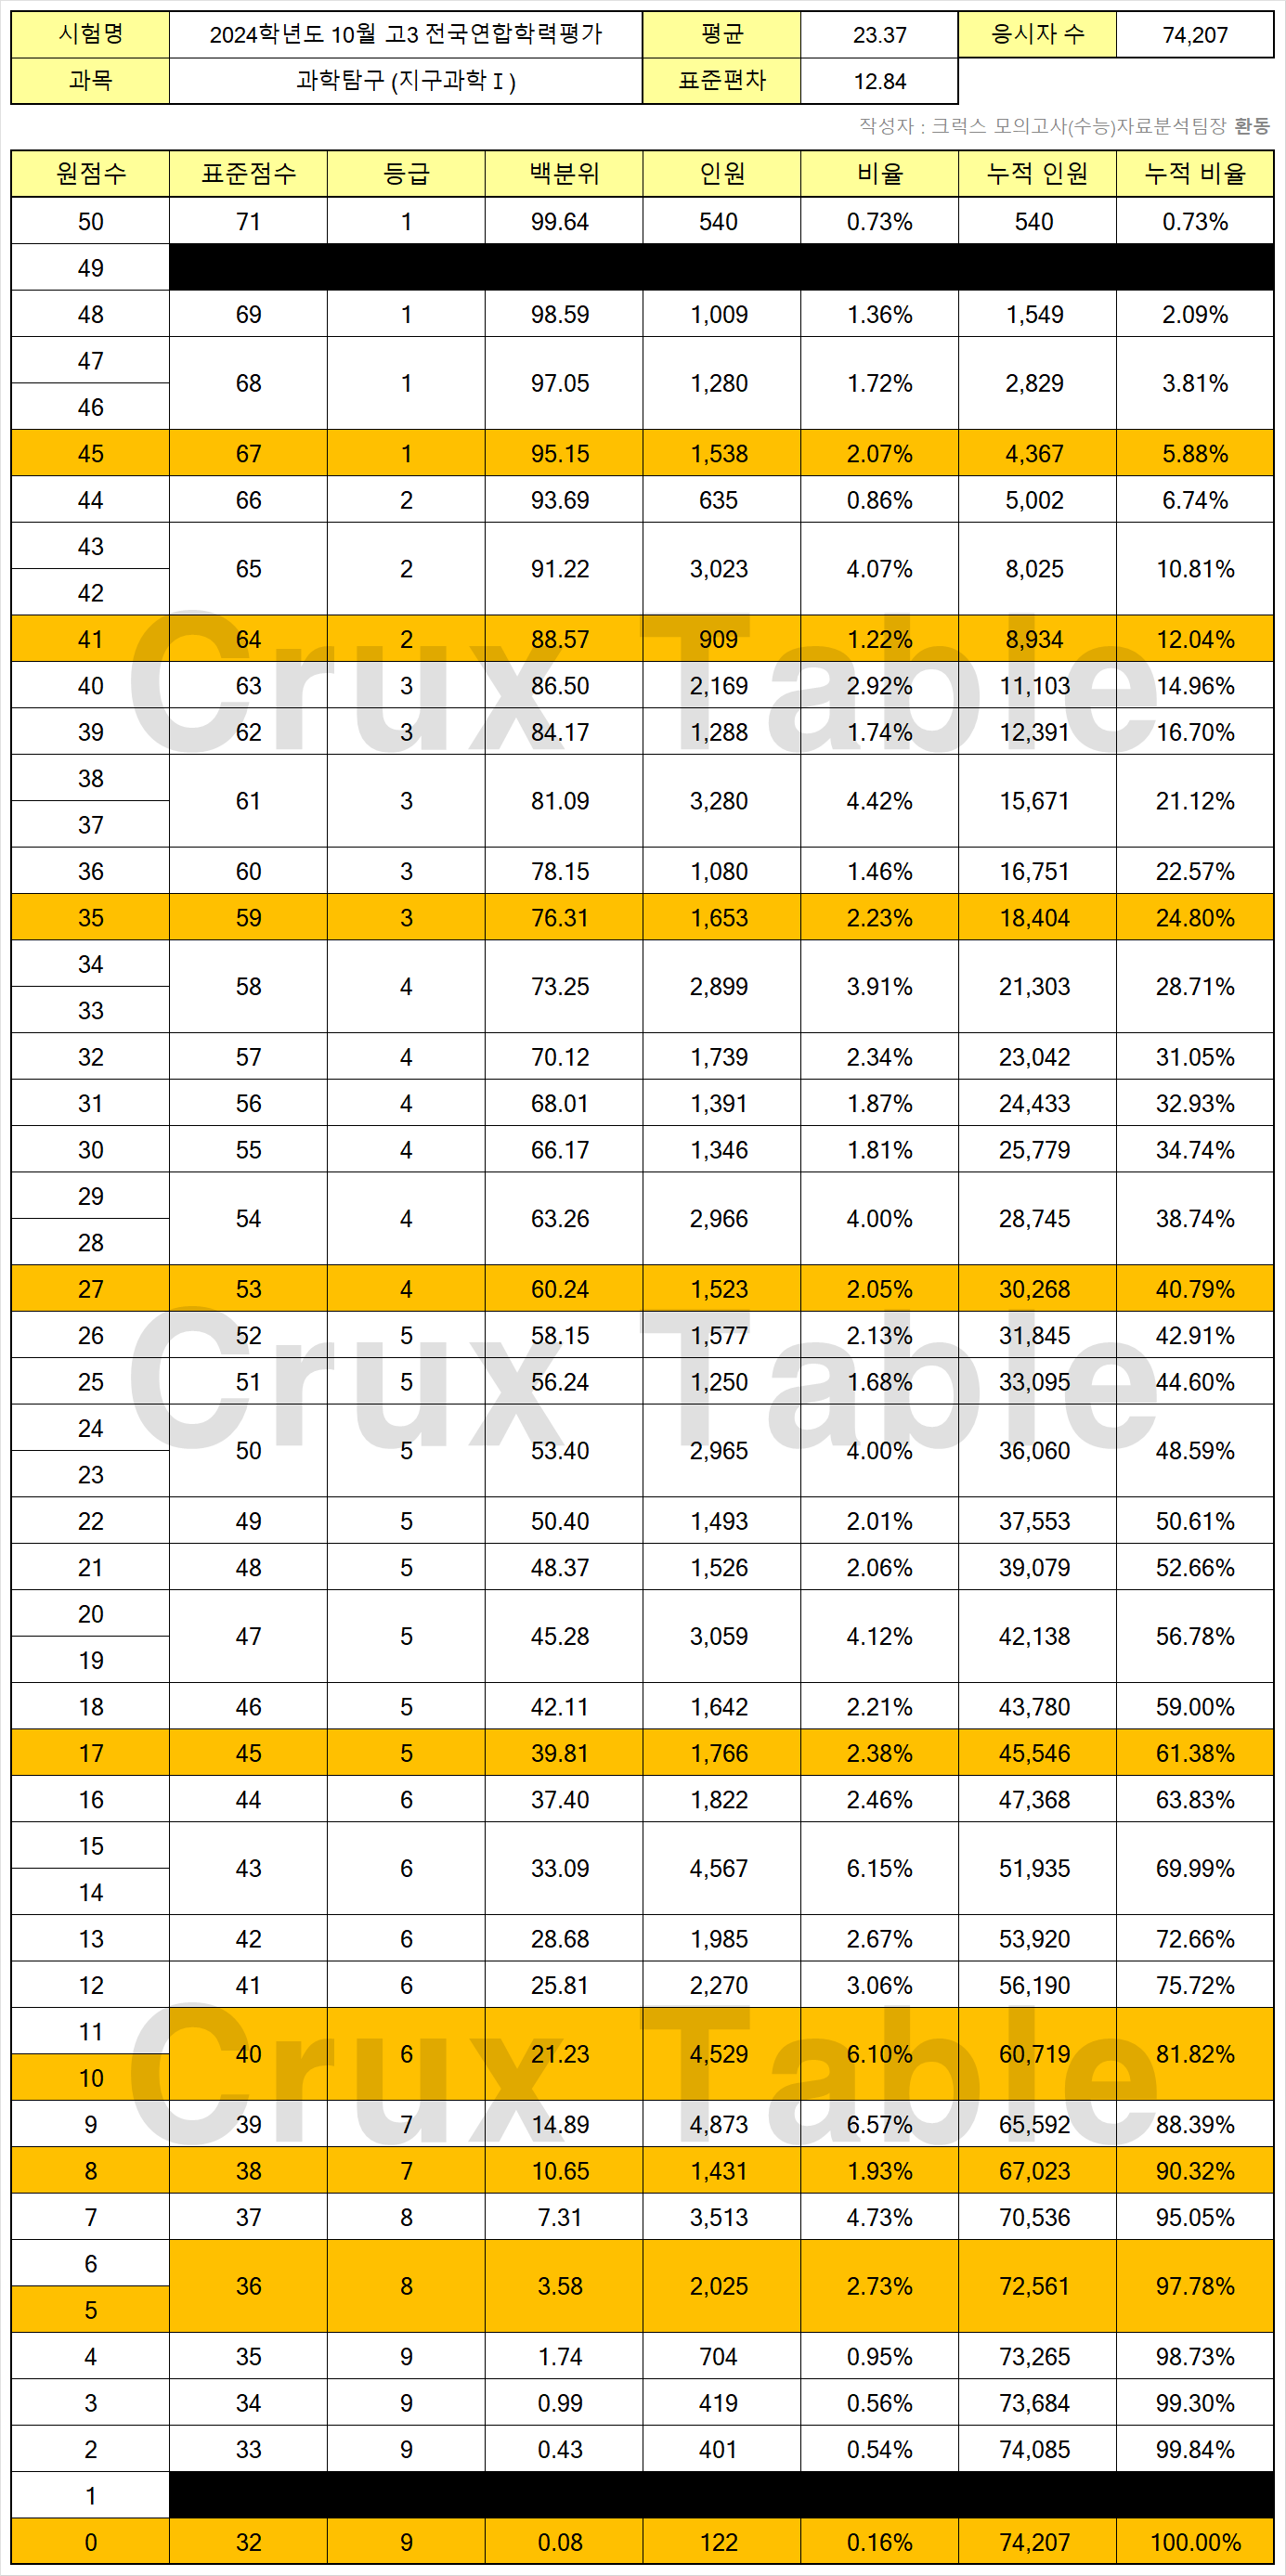 시험명 2024학년도 10월 고3 전국연합학력평가 평균 23.37 응시자 수 74,207
과목 과학탐구 (지구과학 I ) 표준편차 12.84
작성자 : 크럭스 모의고사(수능)자료분석팀장 환동
원점수 표준점수 등급 백분위 인원 비율 누적 인원 누적 비율
50 71 1 99.64 540 0.73% 540 0.73%
49
48 69 1 98.59 1,009 1.36% 1,549 2.09%
47
68 1 97.05 1,280 1.72% 2,829 3.81%
46
45 67 1 95.15 1,538 2.07% 4,367 5.88%
44 66 2 93.69 635 0.86% 5,002 6.74%
43
65 2 91.22 3,023 4.07% 8,025 10.81%
42
41 64 2 88.57 909 1.22% 8,934 12.04%
Crux Table
40 63 3 86.50 2,169 2.92% 11,103 14.96%
39 62 3 84.17 1,288 1.74% 12,391 16.70%
38
61 3 81.09 3,280 4.42% 15,671 21.12%
37
36 60 3 78.15 1,080 1.46% 16,751 22.57%
35 59 3 76.31 1,653 2.23% 18,404 24.80%
34
58 4 73.25 2,899 3.91% 21,303 28.71%
33
32 57 4 70.12 1,739 2.34% 23,042 31.05%
31 56 4 68.01 1,391 1.87% 24,433 32.93%
30 55 4 66.17 1,346 1.81% 25,779 34.74%
29
54 4 63.26 2,966 4.00% 28,745 38.74%
28
27 53 4 60.24 1,523 2.05% 30,268 40.79%
26 52 5 58.15 1,577 2.13% 31,845 42.91%
Crux Table
25 51 5 56.24 1,250 1.68% 33,095 44.60%
24
50 5 53.40 2,965 4.00% 36,060 48.59%
23
22 49 5 50.40 1,493 2.01% 37,553 50.61%
21 48 5 48.37 1,526 2.06% 39,079 52.66%
20
47 5 45.28 3,059 4.12% 42,138 56.78%
19
18 46 5 42.11 1,642 2.21% 43,780 59.00%
17 45 5 39.81 1,766 2.38% 45,546 61.38%
16 44 6 37.40 1,822 2.46% 47,368 63.83%
15
43 6 33.09 4,567 6.15% 51,935 69.99%
14
13 42 6 28.68 1,985 2.67% 53,920 72.66%
12 41 6 25.81 2,270 3.06% 56,190 75.72%
11
40 6 21.23 4,529 6.10% 60,719 81.82%
10
Crux Table
9 39 7 14.89 4,873 6.57% 65,592 88.39%
8 38 7 10.65 1,431 1.93% 67,023 90.32%
7 37 8 7.31 3,513 4.73% 70,536 95.05%
6
36 8 3.58 2,025 2.73% 72,561 97.78%
5
4 35 9 1.74 704 0.95% 73,265 98.73%
3 34 9 0.99 419 0.56% 73,684 99.30%
2 33 9 0.43 401 0.54% 74,085 99.84%
1
0 32 9 0.08 122 0.16% 74,207 100.00%